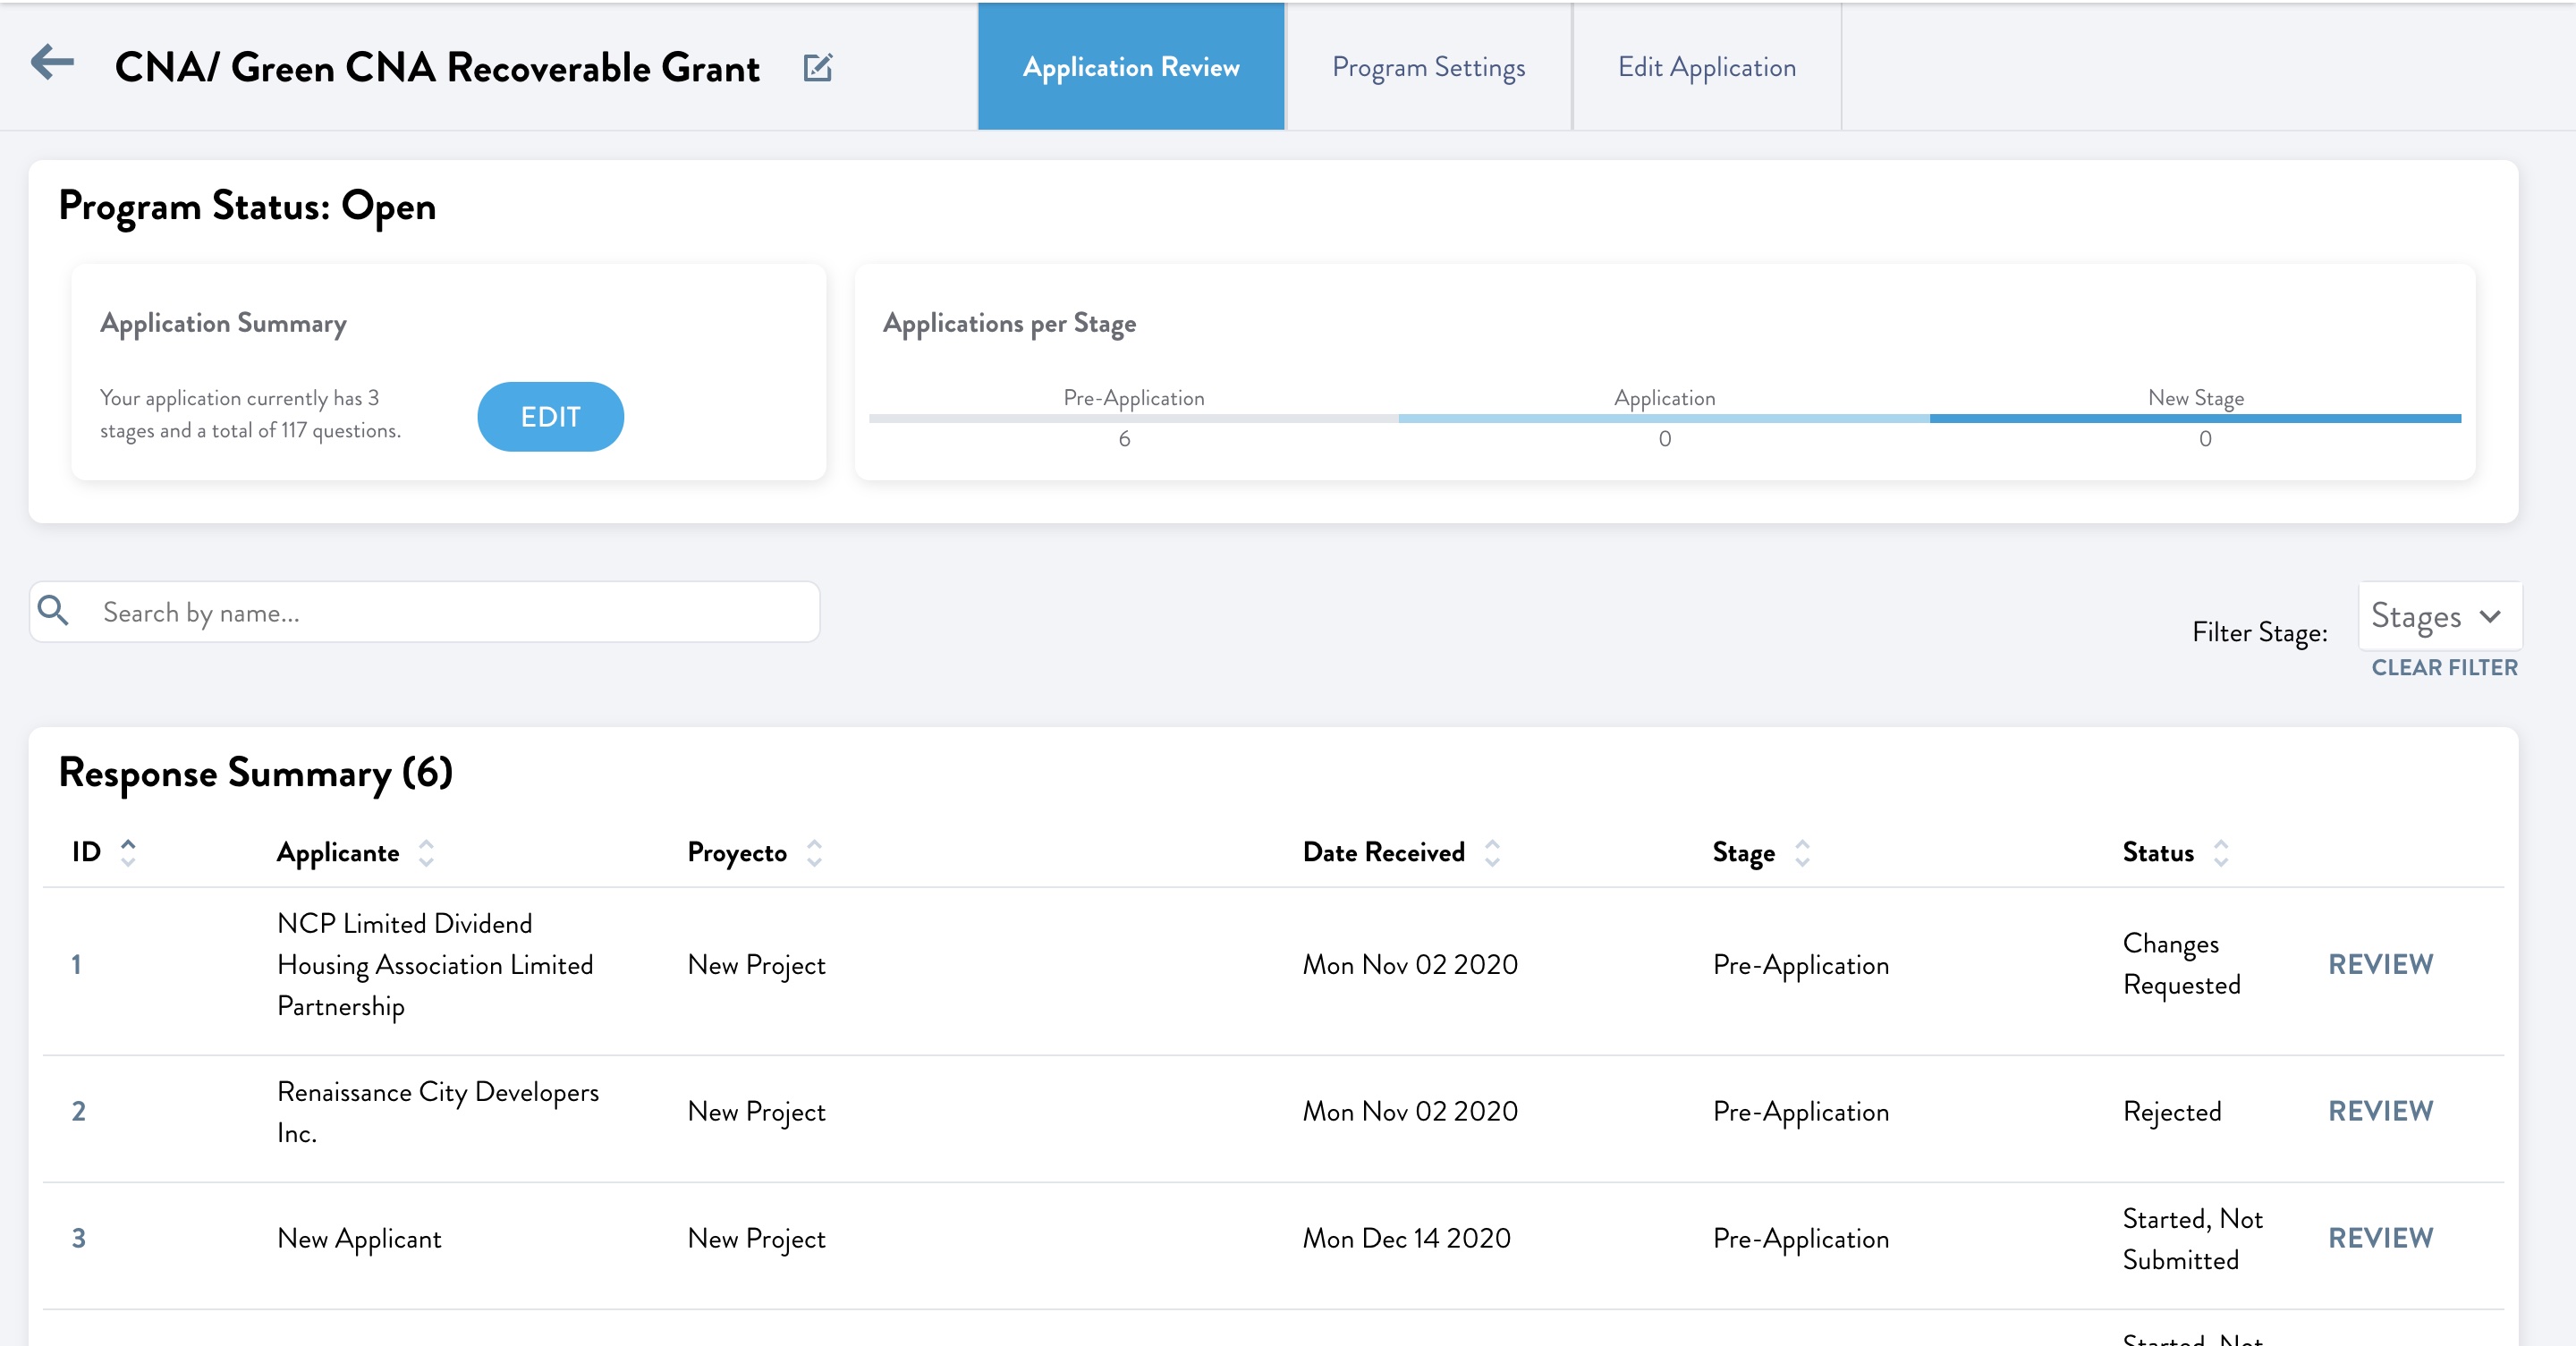 CNA/ Green CNA Recoverable Grant
Application Review
Program Settings
Edit Application
Program Status: Open
Application Summary
Your application currently has 3
stages and a total of 117 questions.
EDIT
Applications per Stage
Pre-Application
Application
New Stage
6
0
0
Search by name...
Filter Stage:
Stages
CLEAR FILTER
Response Summary (6)
ID
Applicante
Proyecto
Date Received
Stage
Status
1
NCP Limited Dividend
Housing Association Limited
Partnership
New Project
Mon Nov 02 2020
Pre-Application
Changes
Requested
REVIEW
2
Renaissance City Developers
Inc.
New Project
Mon Nov 02 2020
Pre-Application
Rejected
REVIEW
3
New Applicant
New Project
Mon Dec 14 2020
Pre-Application
Started, Not
Submitted
REVIEW
Started, Not